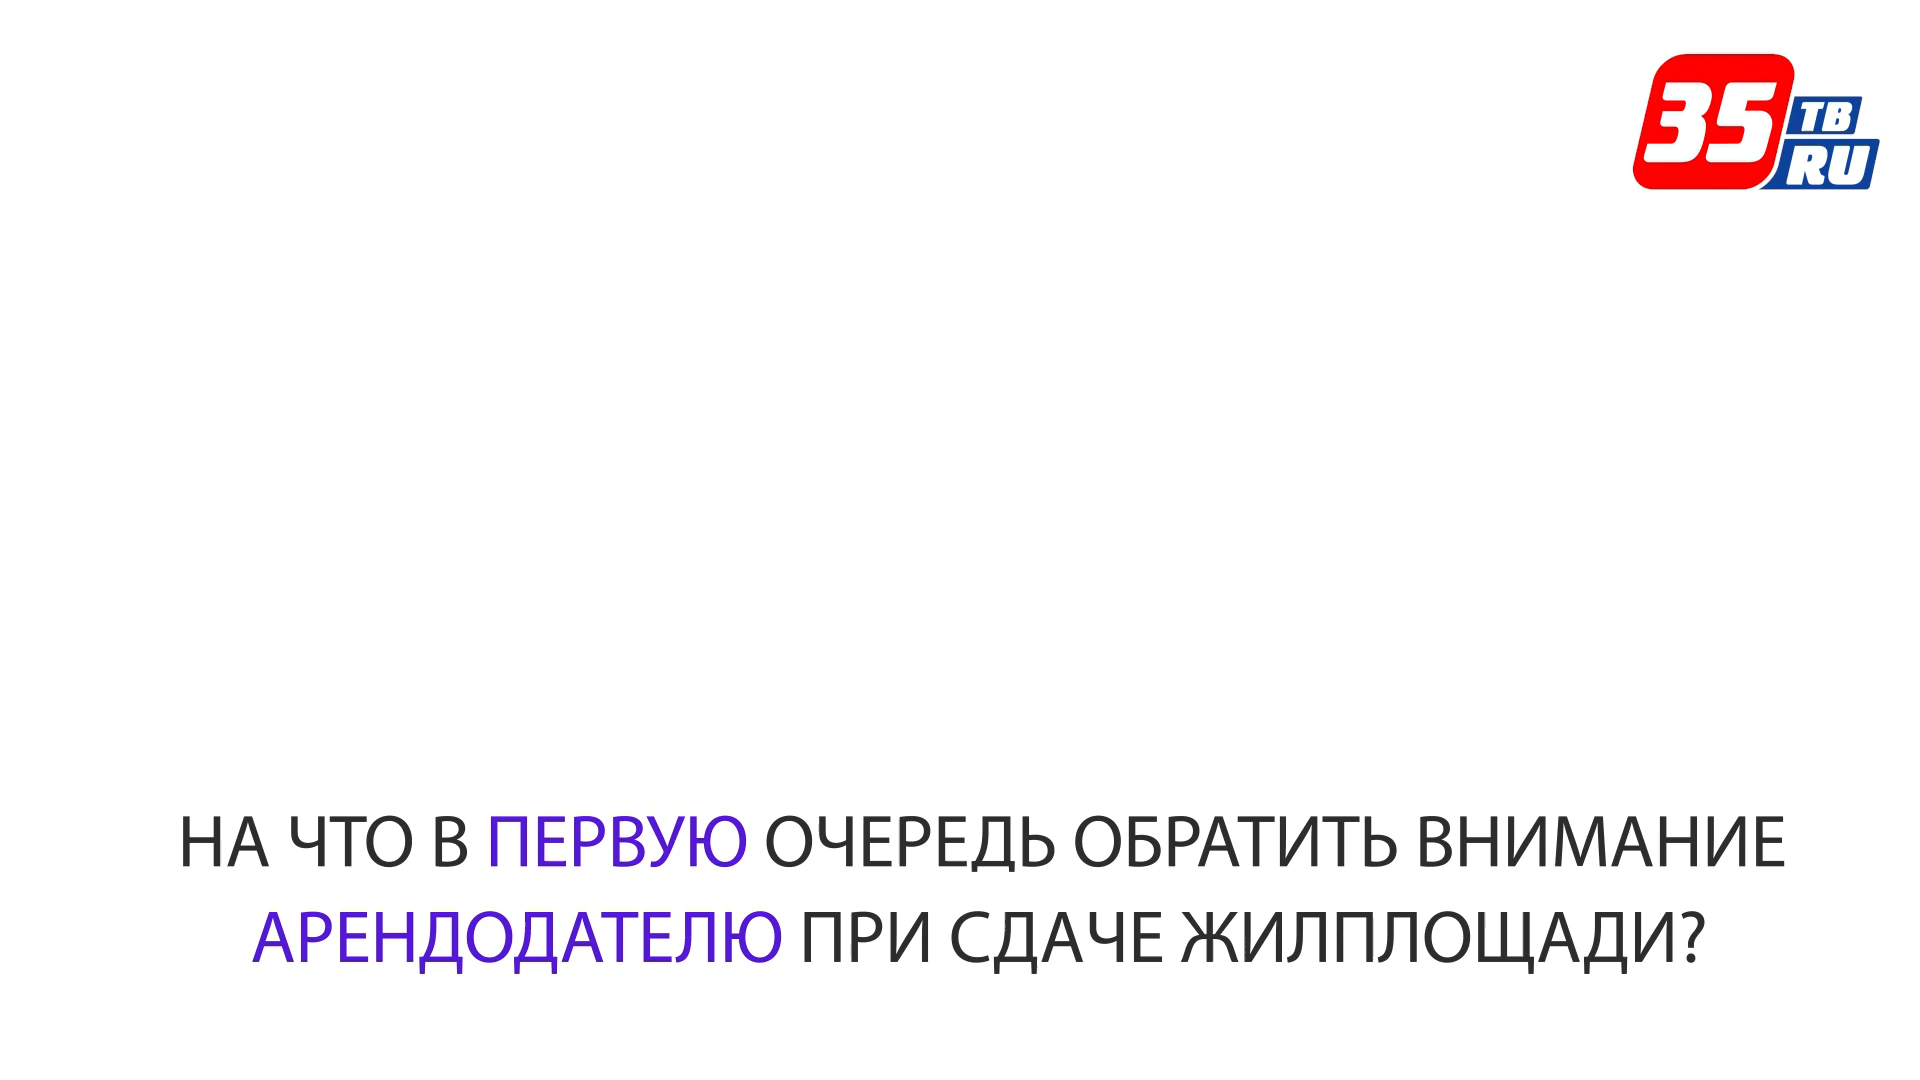 35
ТВ
RU
НА ЧТО В ПЕРВУЮ ОЧЕРЕДЬ ОБРАТИТЬ ВНИМАНИЕ
АРЕНДОДАТЕЛЮ ПРИ СДАЧЕ ЖИЛПЛОЩАДИ?